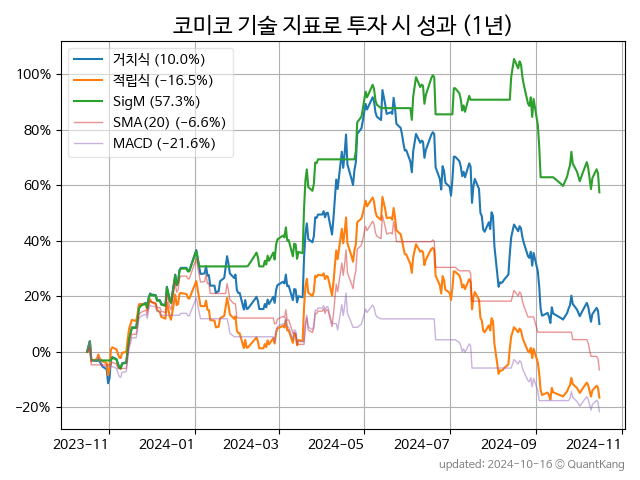 코미코 기술 지표로 투자 시 성과 (1년)
거치식 (10.0%)
적립식 (−16.5%)
SigM (57.3%)
SMA(20) (−6.6%)
MACD (−21.6%)
100%
80%
60%
40%
20%
0%
−20%
2023-11 2024-01 2024-03 2024-05 2024-07 2024-09 2024-11
updated: 2024-10-16 © QuantKang